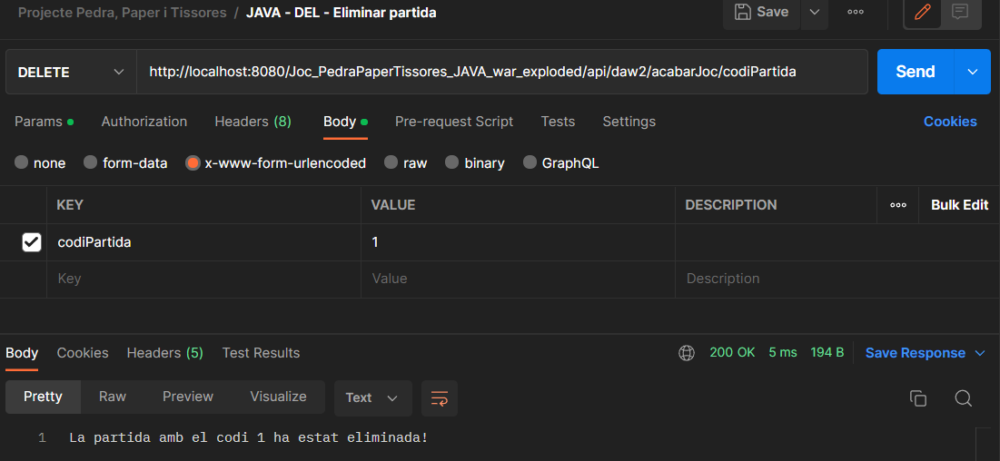 Projecte Pedra, Paper i Tissores / JAVA - DEL - Eliminar partida Save
DELETE http://localhost:8080/Joc_PedraPaperTissores_JAVA_war_exploded/api/daw2/acabarJoc/codiPartida Send
Params Authorization Headers (8) Body Pre-request Script Tests Settings Cookies
none form-data x-www-form-urlencoded raw binary GraphQL
KEY VALUE DESCRIPTION Bulk Edit
codiPartida 1
Key Value Description
Body Cookies Headers (5) Test Results 200 OK 5 ms 194 B Save Response
Pretty Raw Preview Visualize Text
1 La partida amb el codi 1 ha estat eliminada!